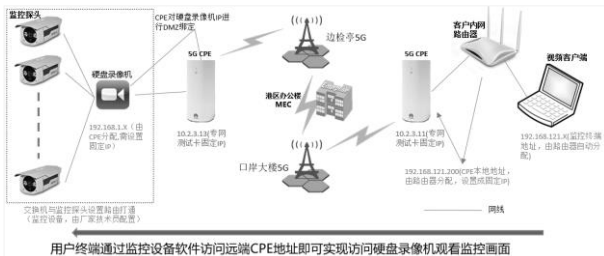 监控探头
CPE对硬盘录像机IP进
行DMZ绑定
硬盘录像机
192.168.1.X（由
CPE分配,需设置
固定IP）
交换机与监控探头设置路由打通
（监控设备，由厂家技术员配置）
5G CPE
10.2.3.13(专网
测试卡固定IP)
边检亭5G
港区办公楼
MEC
口岸大楼5G
5G CPE
10.2.3.11(专网
测试卡固定IP)
客户内网
路由器
视频客户端
192.168.121.X(监控终端
地址，由路由器自动分
配)
192.168.121.200(CPE本地地址，
由路由器分配，设置成固定IP)
网线
用户终端通过监控设备软件访问远端CPE地址即可实现访问硬盘录像机观看监控画面